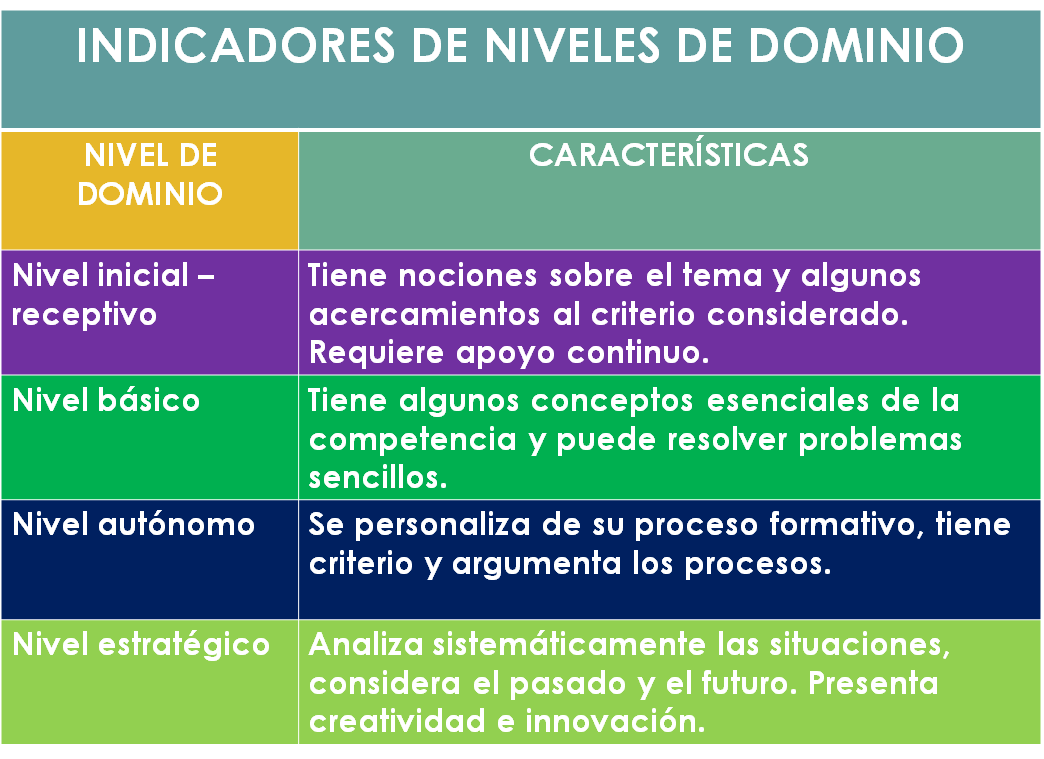 INDICADORES DE NIVELES DE DOMINIO
NIVEL DE
DOMINIO
CARACTERÍSTICAS
Nivel inicial –
receptivo
Tiene nociones sobre el tema y algunos
acercamientos al criterio considerado.
Requiere apoyo continuo.
Nivel básico
Tiene algunos conceptos esenciales de la
competencia y puede resolver problemas
sencillos.
Nivel autónomo
Se personaliza de su proceso formativo, tiene
criterio y argumenta los procesos.
Nivel estratégico
Analiza sistemáticamente las situaciones,
considera el pasado y el futuro. Presenta
creatividad e innovación.